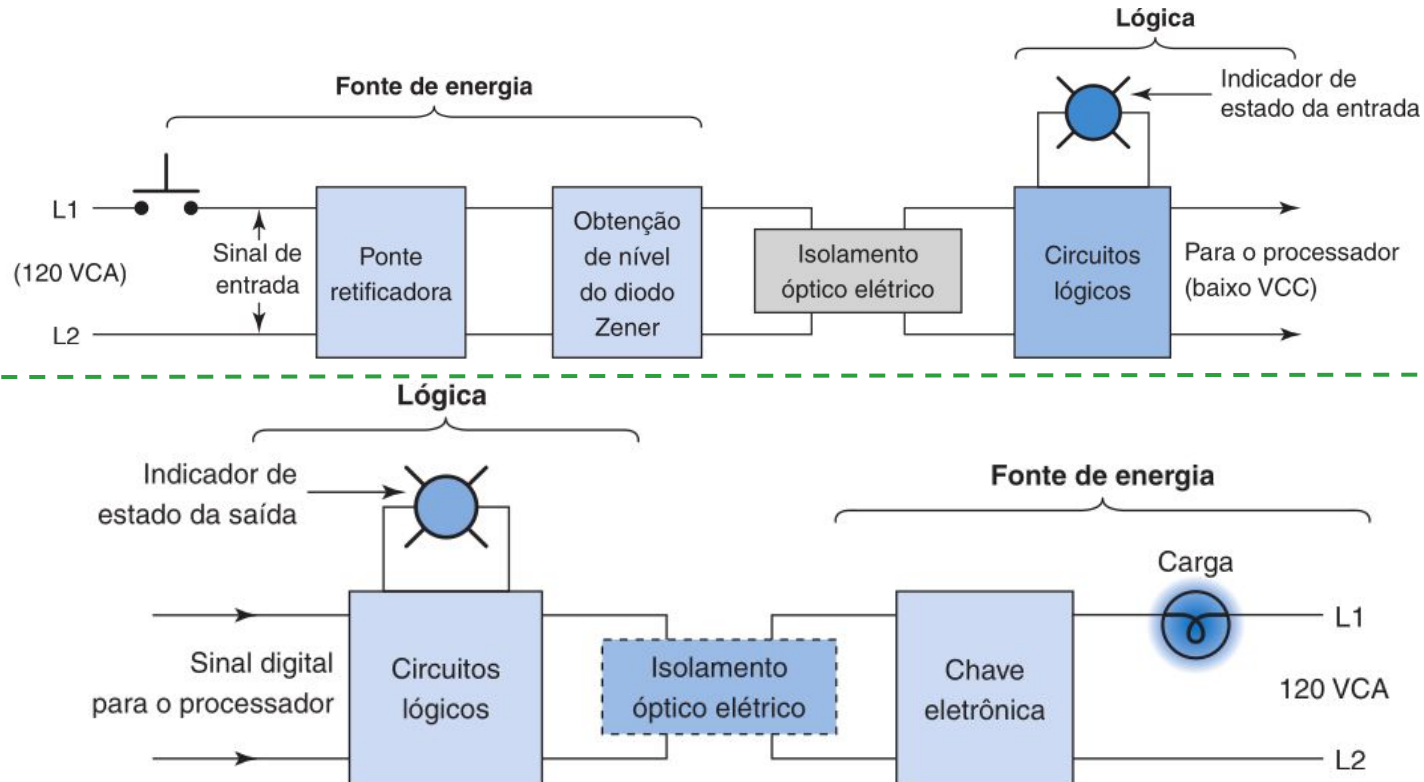 Lógica
Fonte de energia
Indicador de
estado da entrada
L1
(120 VCA)
L2
Sinal de
entrada
Ponte
retificadora
Obtenção
de nível
do diodo
Zener
Isolamento
óptico elétrico
Circuitos
lógicos
Para o processador
(baixo VCC)
Lógica
Indicador de
estado da saída
Fonte de energia
Carga
Sinal digital
para o processador
Circuitos
lógicos
Isolamento
óptico elétrico
Chave
eletrônica
L1
120 VCA
L2